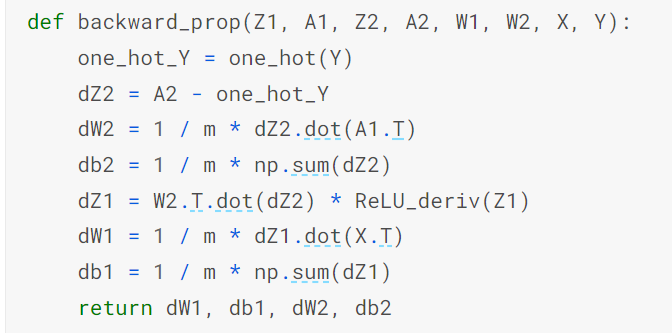 def backward_prop(Z1, A1, Z2, A2, W1, W2, X, Y):
    one_hot_Y = one_hot(Y)
    dZ2 = A2 - one_hot_Y
    dW2 = 1 / m * dZ2.dot(A1.T)
    db2 = 1 / m * np.sum(dZ2)
    dZ1 = W2.T.dot(dZ2) * ReLU_deriv(Z1)
    dW1 = 1 / m * dZ1.dot(X.T)
    db1 = 1 / m * np.sum(dZ1)
    return dW1, db1, dW2, db2